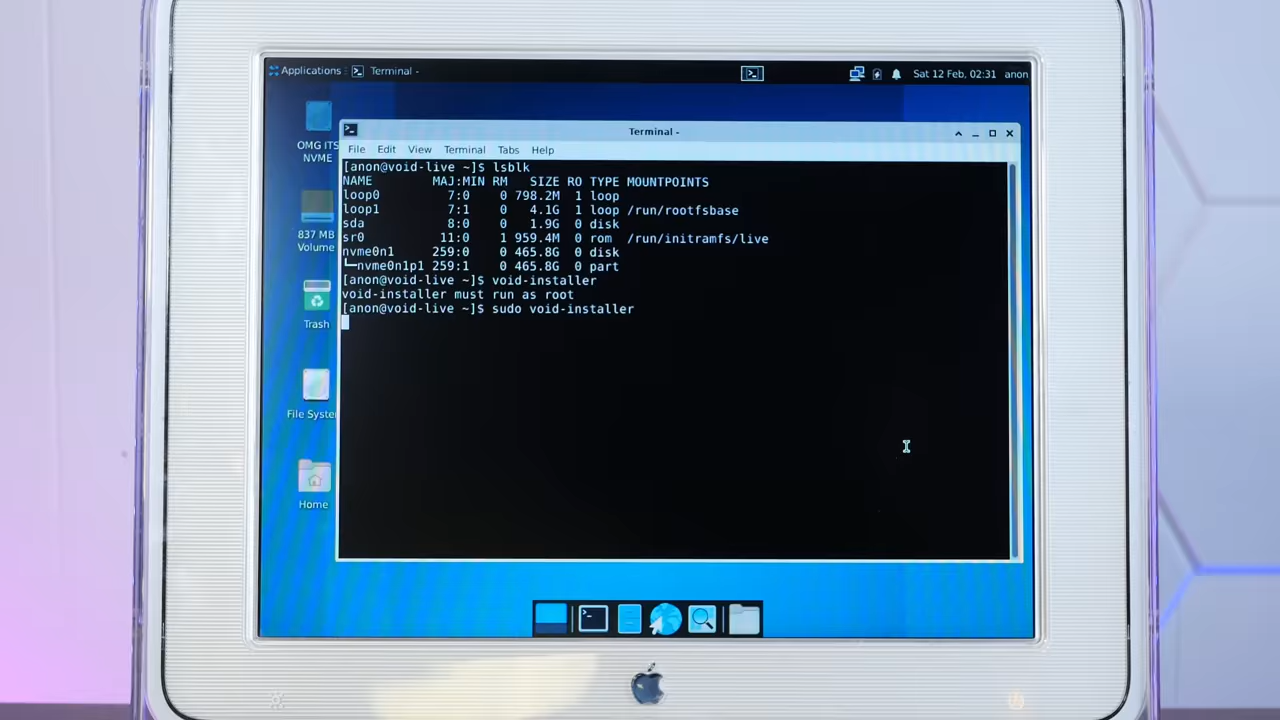 Applications Terminal - Sat 12 Feb, 02:31 anon
OMG ITS
NVME
837 MB
Volume
Trash
File Syste
Home
Terminal -
File Edit View Terminal Tabs Help
[anon@void-live ~]$ lsblk
NAME MAJ:MIN RM SIZE RO TYPE MOUNTPOINTS
loop0 7:0 0 798.2M 1 loop
loop1 7:1 0 4.1G 1 loop /run/rootfsbase
sda 8:0 0 1.9G 0 disk
sr0 11:0 1 959.4M 0 rom /run/initramfs/live
nvme0n1 259:0 0 465.8G 0 disk
└─nvme0n1p1 259:1 0 465.8G 0 part
[anon@void-live ~]$ void-installer
void-installer must run as root
[anon@void-live ~]$ sudo void-installer